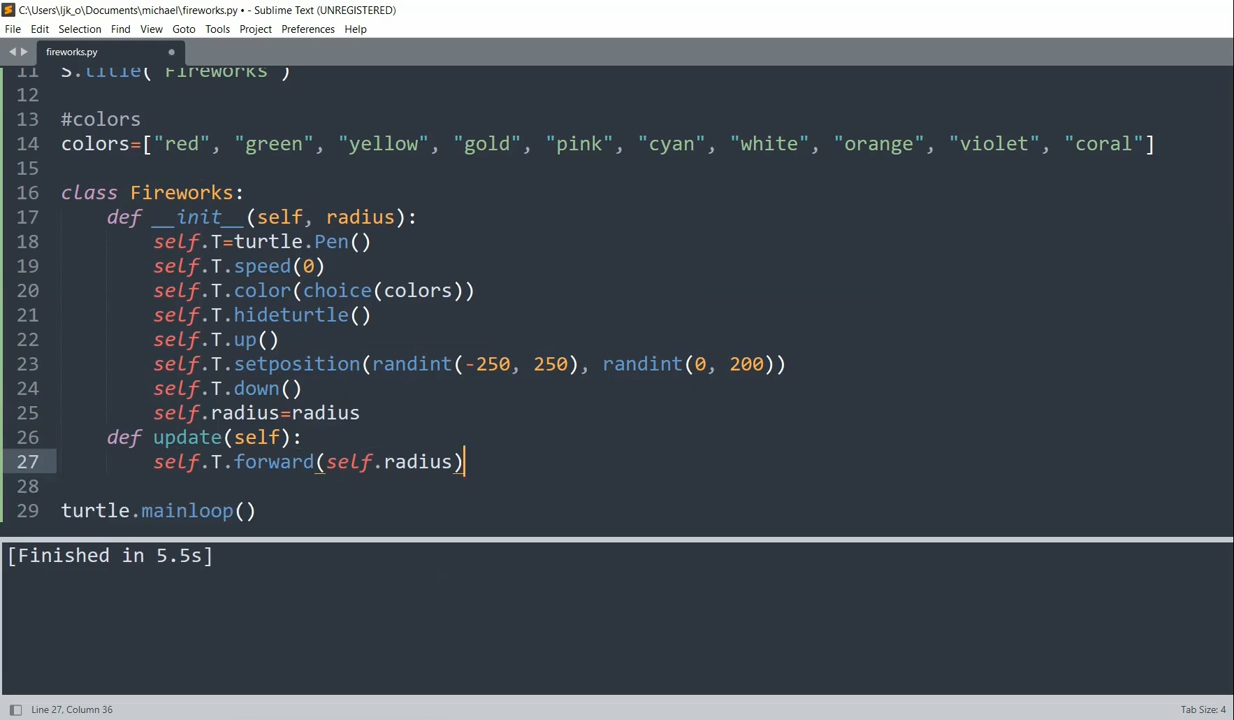 C:\Users\ljk_o\Documents\michael\fireworks.py • - Sublime Text (UNREGISTERED)
File Edit Selection Find View Goto Tools Project Preferences Help
fireworks.py
11 S.title("Fireworks")
12
13 #colors
14 colors=["red", "green", "yellow", "gold", "pink", "cyan", "white", "orange", "violet", "coral"]
15
16 class Fireworks:
17     def __init__(self, radius):
18         self.T=turtle.Pen()
19         self.T.speed(0)
20         self.T.color(choice(colors))
21         self.T.hideturtle()
22         self.T.up()
23         self.T.setposition(randint(-250, 250), randint(0, 200))
24         self.T.down()
25         self.radius=radius
26     def update(self):
27         self.T.forward(self.radius)
28
29 turtle.mainloop()
[Finished in 5.5s]
Line 27, Column 36 Tab Size: 4